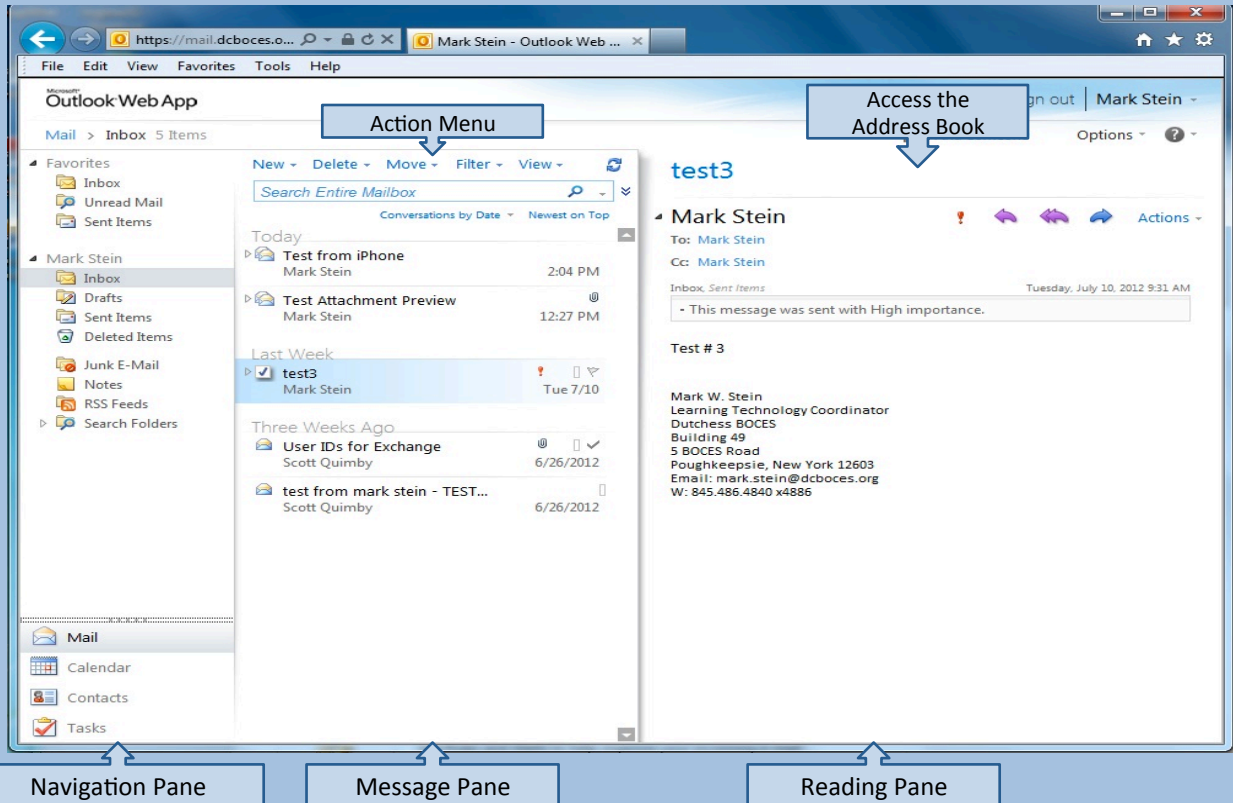 https://mail.dcboces.o...
Mark Stein - Outlook Web ...
File Edit View Favorites Tools Help
Microsoft®
Outlook Web App
gn out Mark Stein
Mail > Inbox 5 Items
Action Menu
Access the
Address Book
Options
Favorites
Inbox
Unread Mail
Sent Items
Mark Stein
Inbox
Drafts
Sent Items
Deleted Items
Junk E-Mail
Notes
RSS Feeds
Search Folders
Mail
Calendar
Contacts
Tasks
New Delete Move Filter View
Search Entire Mailbox
Conversations by Date Newest on Top
Today
Test from iPhone
Mark Stein 2:04 PM
Test Attachment Preview
Mark Stein 12:27 PM
Last Week
test3
Mark Stein Tue 7/10
Three Weeks Ago
User IDs for Exchange
Scott Quimby 6/26/2012
test from mark stein - TEST...
Scott Quimby 6/26/2012
test3
Mark Stein
Actions
To: Mark Stein
Cc: Mark Stein
Inbox, Sent Items Tuesday, July 10, 2012 9:31 AM
- This message was sent with High importance.
Test # 3
Mark W. Stein
Learning Technology Coordinator
Dutchess BOCES
Building 49
5 BOCES Road
Poughkeepsie, New York 12603
Email: mark.stein@dcboces.org
W: 845.486.4840 x4886
Navigation Pane
Message Pane
Reading Pane